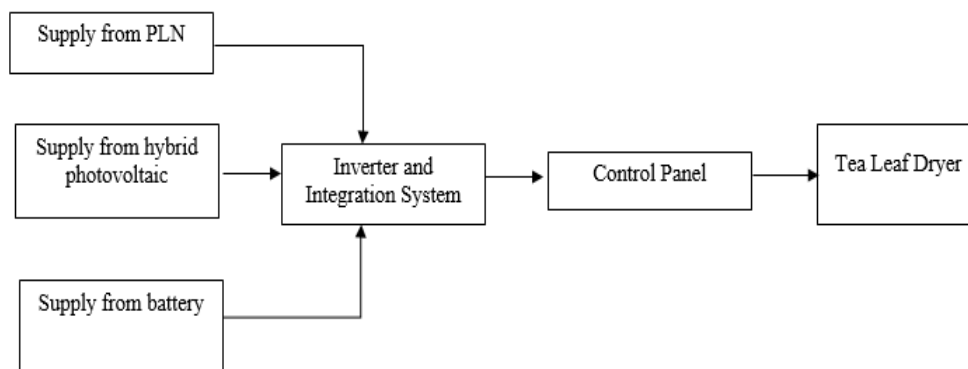 Supply from PLN
Supply from hybrid
photovoltaic
Supply from battery
Inverter and
Integration System
Control Panel
Tea Leaf Dryer